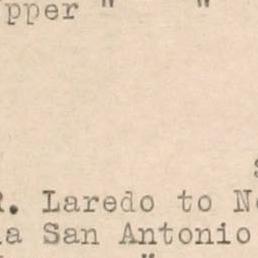 pper " "
R. Laredo to
San Antonio
"